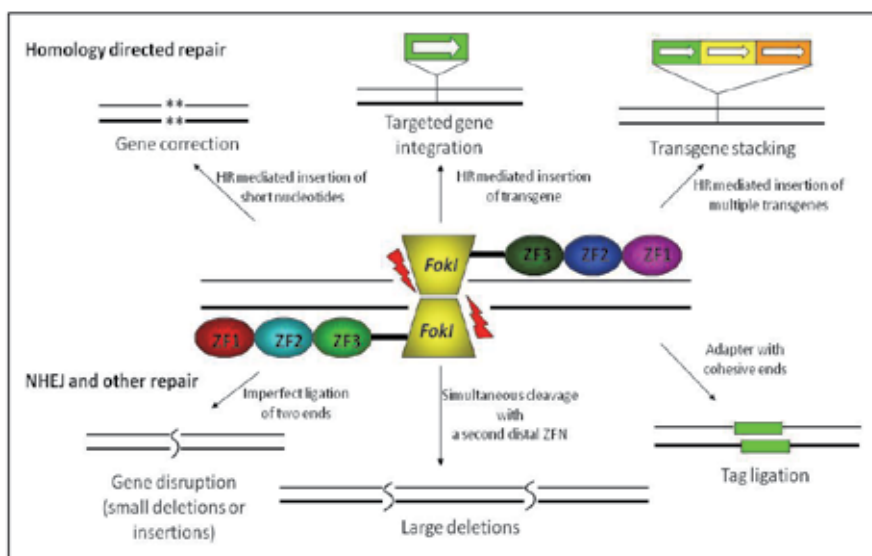 Homology directed repair
**
**
Gene correction
Targeted gene
integration
Transgene stacking
HR mediated insertion of
short nucleotides
HR mediated insertion
of transgene
HR mediated insertion of
multiple transgenes
FokI
ZF3
ZF2
ZF1
FokI
ZF1
ZF2
ZF3
NHEJ and other repair
Imperfect ligation
of two ends
Simultaneous cleavage
with
a second distal ZFN
Adapter with
cohesive ends
Gene disruption
(small deletions or
insertions)
Large deletions
Tag ligation